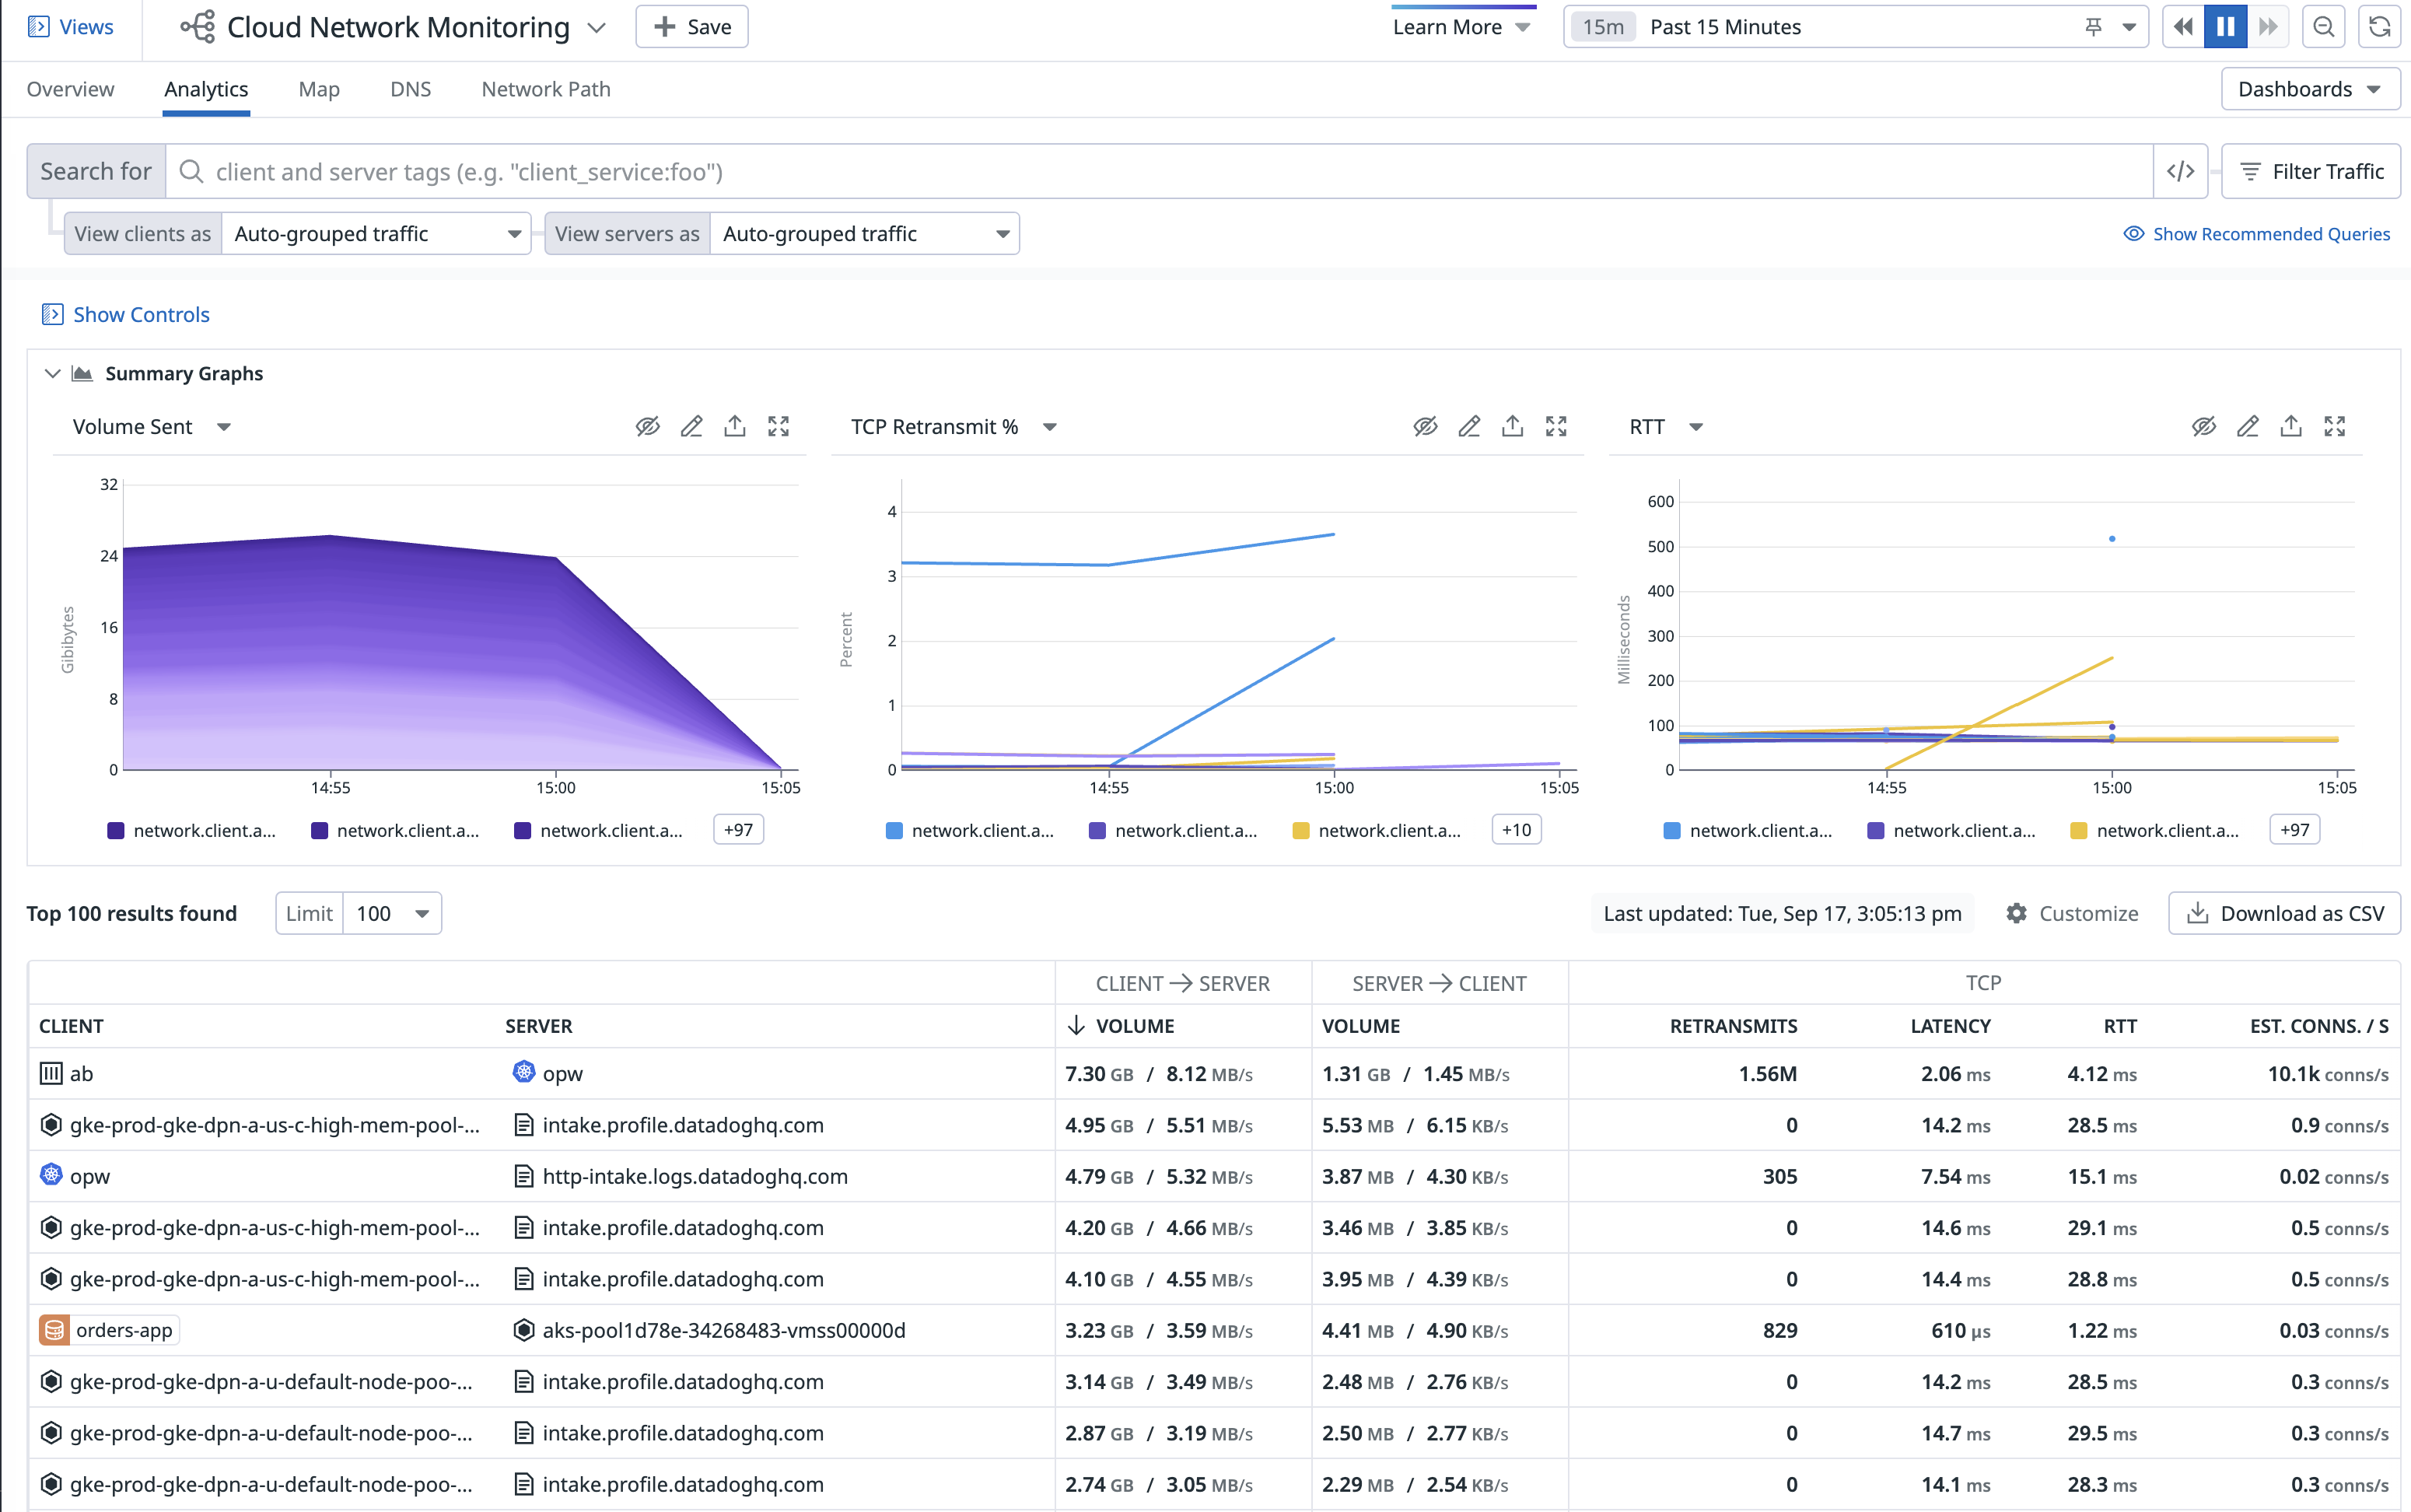 Views
Cloud Network Monitoring
Save
Learn More
15m Past 15 Minutes
Overview Analytics Map DNS Network Path
Dashboards
Search for client and server tags (e.g. "client_service:foo")
</> Filter Traffic
View clients as Auto-grouped traffic View servers as Auto-grouped traffic
Show Recommended Queries
Show Controls
Summary Graphs
Volume Sent
32
24
16
8
0
Gibibytes
14:55 15:00 15:05
network.client.a... network.client.a... network.client.a... +97
TCP Retransmit %
4
3
2
1
0
Percent
14:55 15:00 15:05
network.client.a... network.client.a... network.client.a... +10
RTT
600
500
400
300
200
100
0
Milliseconds
14:55 15:00 15:05
network.client.a... network.client.a... network.client.a... +97
Top 100 results found Limit 100
Last updated: Tue, Sep 17, 3:05:13 pm Customize Download as CSV
CLIENT → SERVER SERVER → CLIENT TCP
CLIENT SERVER ↓ VOLUME VOLUME RETRANSMITS LATENCY RTT EST. CONNS. / S
ab opw 7.30 GB / 8.12 MB/s 1.31 GB / 1.45 MB/s 1.56M 2.06 ms 4.12 ms 10.1k conns/s
gke-prod-gke-dpn-a-us-c-high-mem-pool-... intake.profile.datadoghq.com 4.95 GB / 5.51 MB/s 5.53 MB / 6.15 KB/s 0 14.2 ms 28.5 ms 0.9 conns/s
opw http-intake.logs.datadoghq.com 4.79 GB / 5.32 MB/s 3.87 MB / 4.30 KB/s 305 7.54 ms 15.1 ms 0.02 conns/s
gke-prod-gke-dpn-a-us-c-high-mem-pool-... intake.profile.datadoghq.com 4.20 GB / 4.66 MB/s 3.46 MB / 3.85 KB/s 0 14.6 ms 29.1 ms 0.5 conns/s
gke-prod-gke-dpn-a-us-c-high-mem-pool-... intake.profile.datadoghq.com 4.10 GB / 4.55 MB/s 3.95 MB / 4.39 KB/s 0 14.4 ms 28.8 ms 0.5 conns/s
orders-app aks-pool1d78e-34268483-vmss00000d 3.23 GB / 3.59 MB/s 4.41 MB / 4.90 KB/s 829 610 µs 1.22 ms 0.03 conns/s
gke-prod-gke-dpn-a-u-default-node-poo-... intake.profile.datadoghq.com 3.14 GB / 3.49 MB/s 2.48 MB / 2.76 KB/s 0 14.2 ms 28.5 ms 0.3 conns/s
gke-prod-gke-dpn-a-u-default-node-poo-... intake.profile.datadoghq.com 2.87 GB / 3.19 MB/s 2.50 MB / 2.77 KB/s 0 14.7 ms 29.5 ms 0.3 conns/s
gke-prod-gke-dpn-a-u-default-node-poo-... intake.profile.datadoghq.com 2.74 GB / 3.05 MB/s 2.29 MB / 2.54 KB/s 0 14.1 ms 28.3 ms 0.3 conns/s